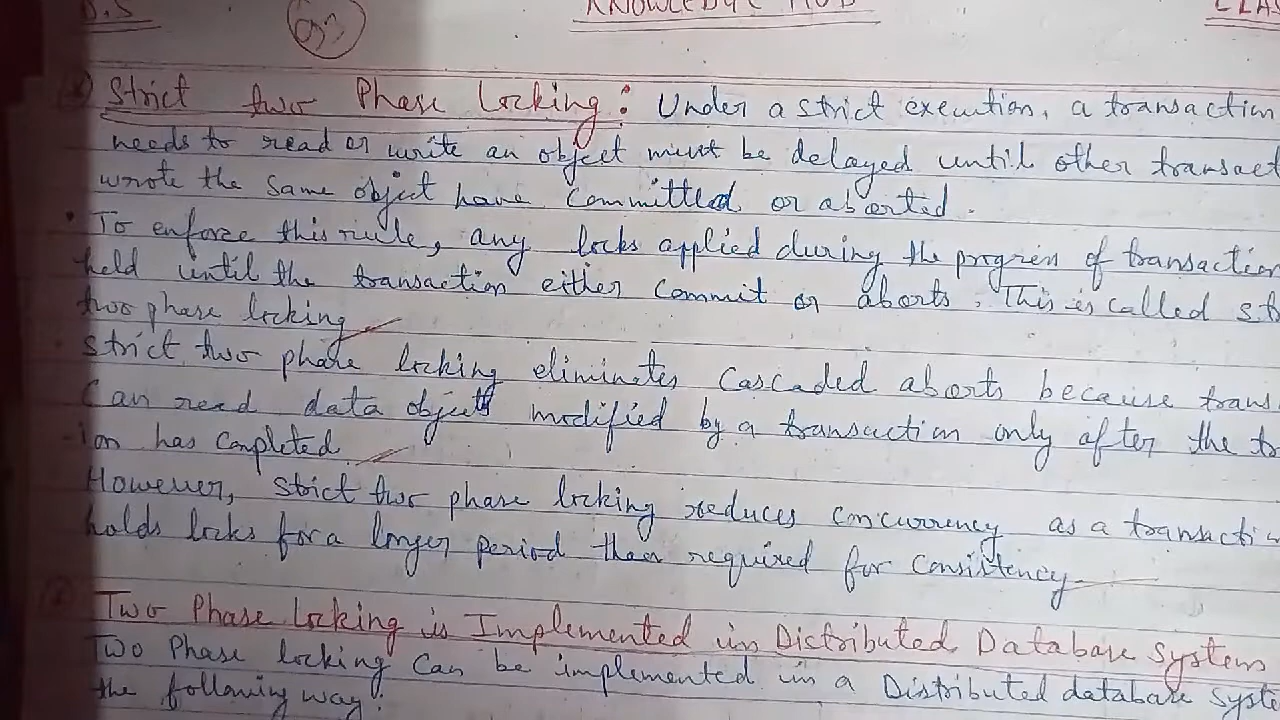 D.S
KNOWLEDGE HUB
CLAS
Strict two Phase locking: Under a strict execution, a transaction
needs to read or write an object must be delayed until other transact
wrote the same object have committed or aborted.
• To enforce this rule, any locks applied during the progress of transaction
held until the transaction either commit or aborts. This is called st
two phase locking
strict two phase locking eliminates cascaded aborts because trans
can read data objects modified by a transaction only after the tr
-ion has completed
However, strict two phase locking reduces concurrency as a transaction
holds locks for a longer period than required for consistency
Two Phase Locking is Implemented in Distributed Database System
Two Phase locking can be implemented in a Distributed database syste
the following way: